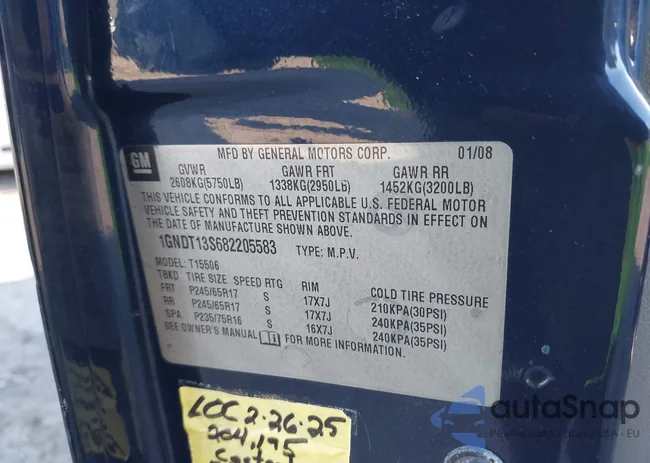 GM
MFD BY GENERAL MOTORS CORP. 01/08
GVWR GAWR FRT GAWR RR
2608KG(5750LB) 1338KG(2950LB) 1452KG(3200LB)
THIS VEHICLE CONFORMS TO ALL APPLICABLE U.S. FEDERAL MOTOR
VEHICLE SAFETY AND THEFT PREVENTION STANDARDS IN EFFECT ON
THE DATE OF MANUFACTURE SHOWN ABOVE.
1GNDT13S682205583 TYPE: M.P.V.
MODEL: T15506
TBKD TIRE SIZE SPEED RTG RIM COLD TIRE PRESSURE
FRT P245/65R17 S 17X7J 210KPA(30PSI)
RR P245/65R17 S 17X7J 240KPA(35PSI)
SPA P235/75R16 S 16X7J 240KPA(35PSI)
SEE OWNER'S MANUAL FOR MORE INFORMATION.
LCC 2-26-25
204,175
autoSnap